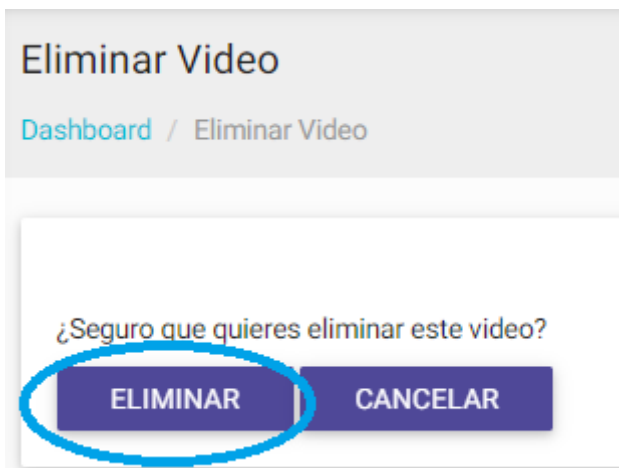 Eliminar Video
Dashboard / Eliminar Video
¿Seguro que quieres eliminar este video?
ELIMINAR CANCELAR